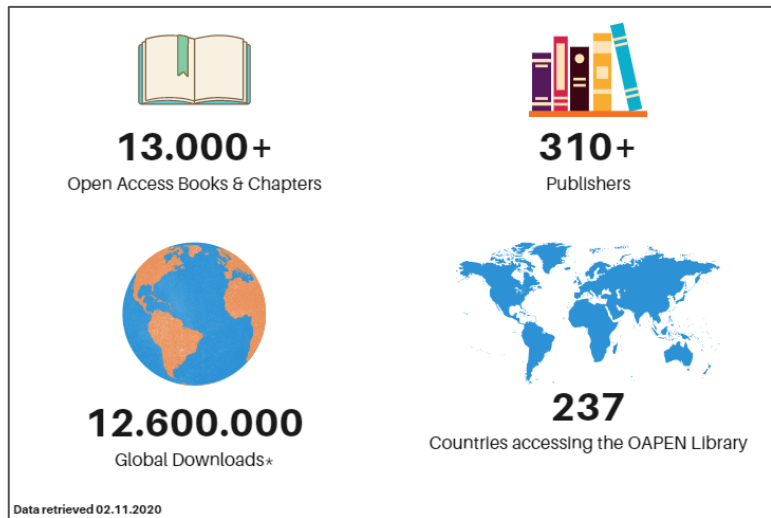 13.000+
Open Access Books & Chapters
310+
Publishers
12.600.000
Global Downloads*
237
Countries accessing the OAPEN Library
Data retrieved 02.11.2020